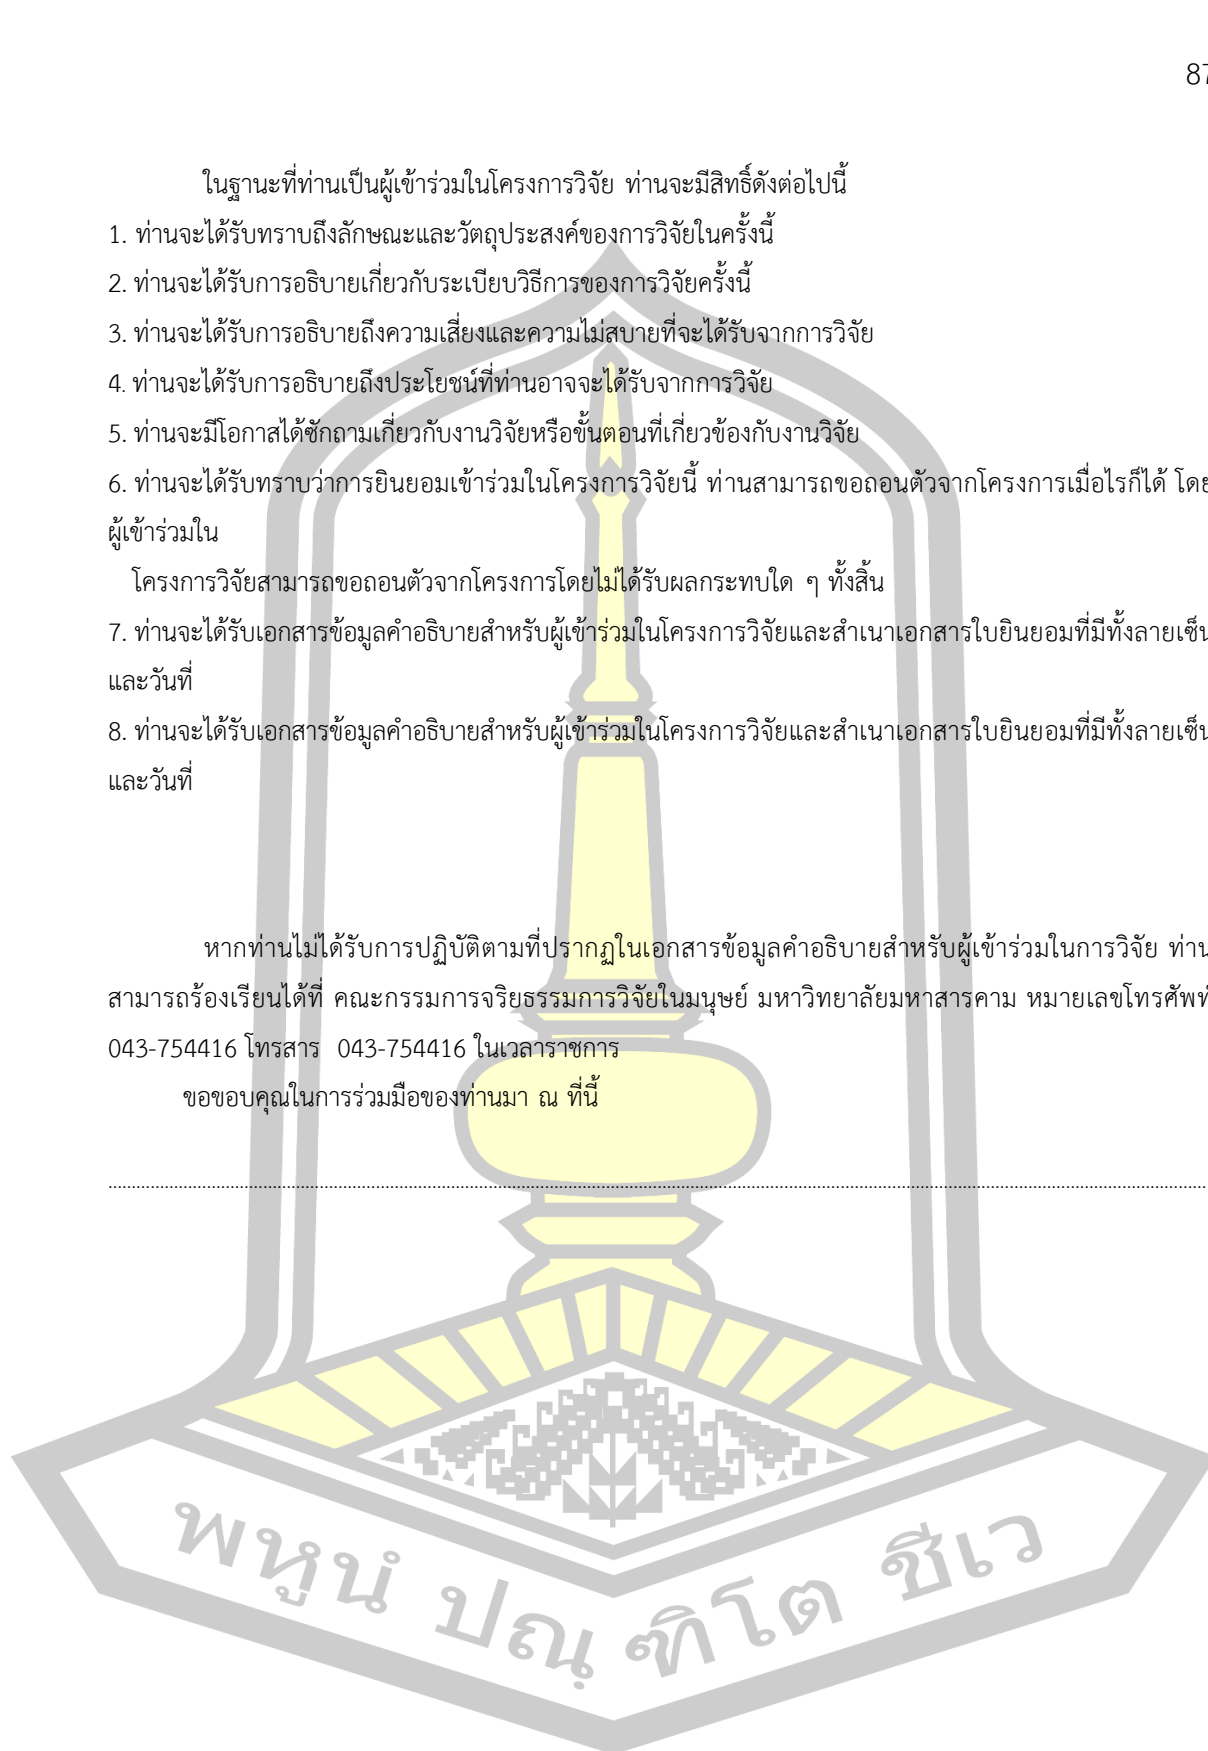 87
ในฐานะที่ท่านเป็นผู้เข้าร่วมในโครงการวิจัย ท่านจะมีสิทธิ์ดังต่อไปนี้
1. ท่านจะได้รับทราบถึงลักษณะและวัตถุประสงค์ของการวิจัยในครั้งนี้
2. ท่านจะได้รับการอธิบายเกี่ยวกับระเบียบวิธีการของการวิจัยครั้งนี้
3. ท่านจะได้รับการอธิบายถึงความเสี่ยงและความไม่สบายที่จะได้รับจากการวิจัย
4. ท่านจะได้รับการอธิบายถึงประโยชน์ที่ท่านอาจจะได้รับจากการวิจัย
5. ท่านจะมีโอกาสได้ซักถามเกี่ยวกับงานวิจัยหรือขั้นตอนที่เกี่ยวข้องกับงานวิจัย
6. ท่านจะได้รับทราบว่าการยินยอมเข้าร่วมในโครงการวิจัยนี้ ท่านสามารถขอถอนตัวจากโครงการเมื่อไรก็ได้ โดย
ผู้เข้าร่วมใน
โครงการวิจัยสามารถขอถอนตัวจากโครงการโดยไม่ได้รับผลกระทบใด ๆ ทั้งสิ้น
7. ท่านจะได้รับเอกสารข้อมูลคำอธิบายสำหรับผู้เข้าร่วมในโครงการวิจัยและสำเนาเอกสารใบยินยอมที่มีทั้งลายเซ็น
และวันที่
8. ท่านจะได้รับเอกสารข้อมูลคำอธิบายสำหรับผู้เข้าร่วมในโครงการวิจัยและสำเนาเอกสารใบยินยอมที่มีทั้งลายเซ็น
และวันที่
หากท่านไม่ได้รับการปฏิบัติตามที่ปรากฏในเอกสารข้อมูลคำอธิบายสำหรับผู้เข้าร่วมในการวิจัย ท่าน
สามารถร้องเรียนได้ที่ คณะกรรมการจริยธรรมการวิจัยในมนุษย์ มหาวิทยาลัยมหาสารคาม หมายเลขโทรศัพท์
043-754416 โทรสาร 043-754416 ในเวลาราชการ
ขอขอบคุณในการร่วมมือของท่านมา ณ ที่นี้
พหูนํ ปณฺฑิโต ชีเว